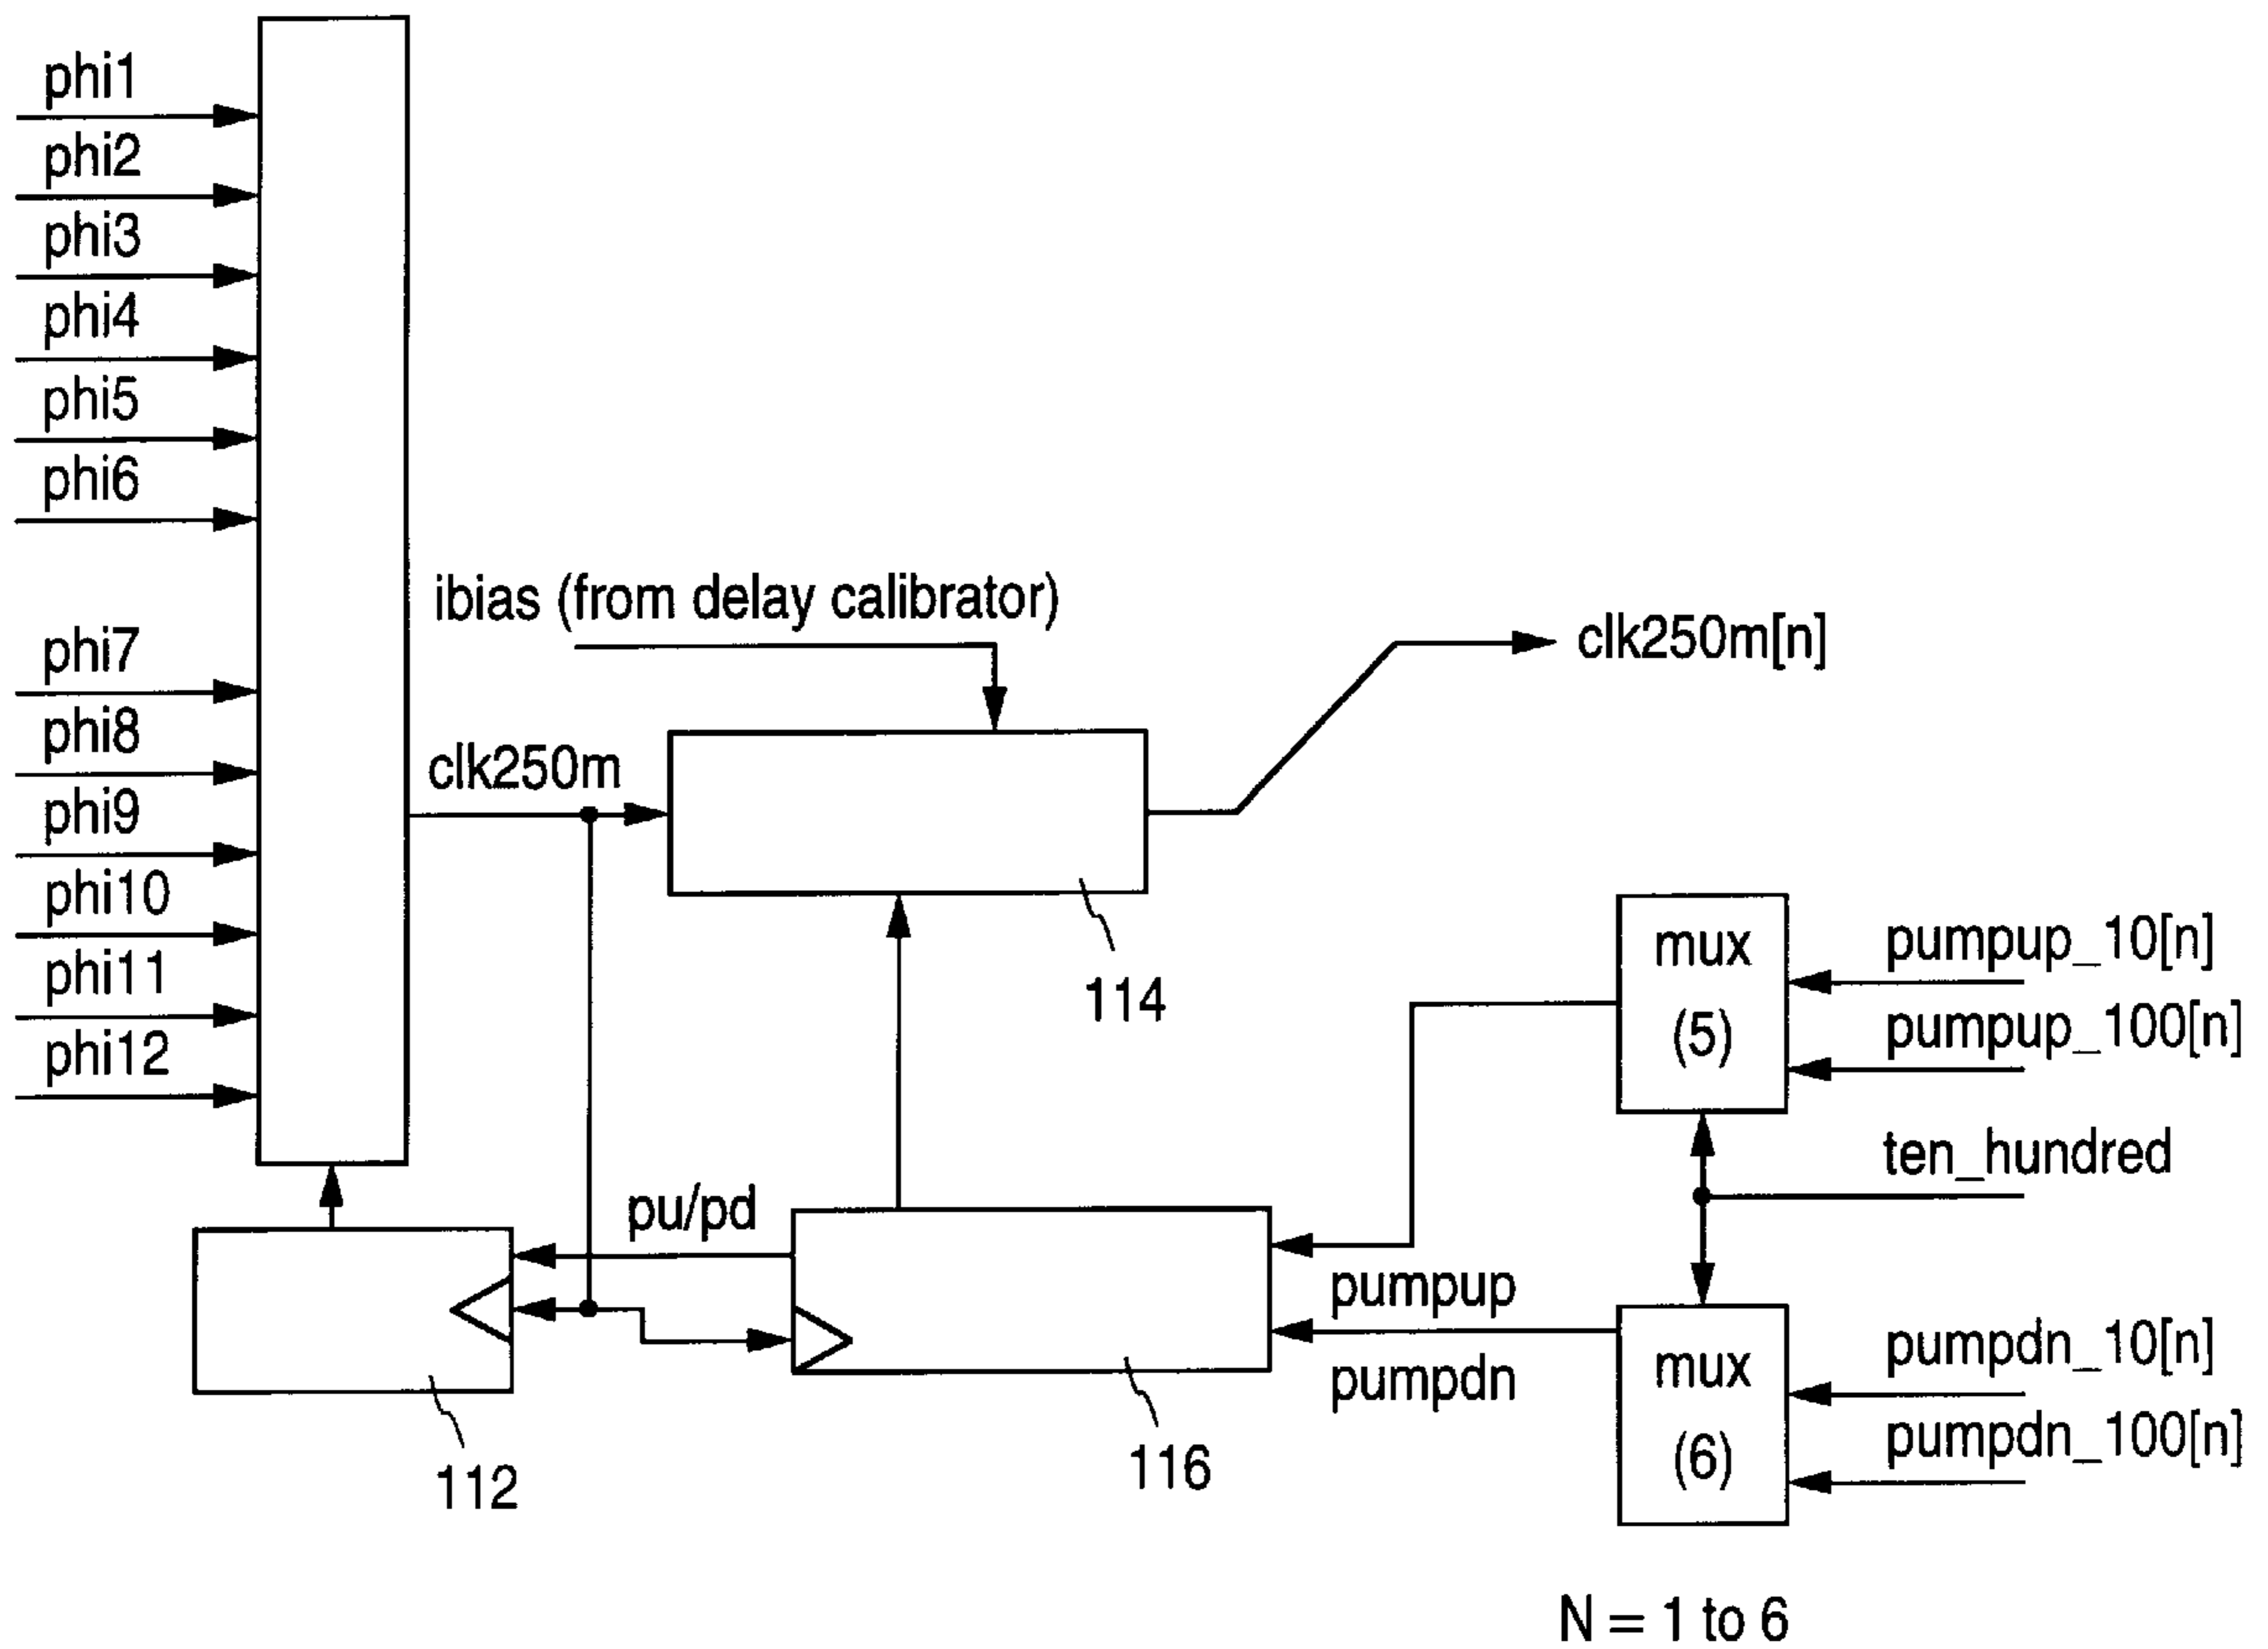 phi1
phi2
phi3
phi4
phi5
phi6
phi7
phi8
phi9
phi10
phi11
phi12
ibias (from delay calibrator)
clk250m[n]
clk250m
114
mux
(5)
pumpup_10[n]
pumpup_100[n]
ten_hundred
pu/pd
pumpup
pumpdn
mux
(6)
pumpdn_10[n]
pumpdn_100[n]
112
116
N = 1 to 6